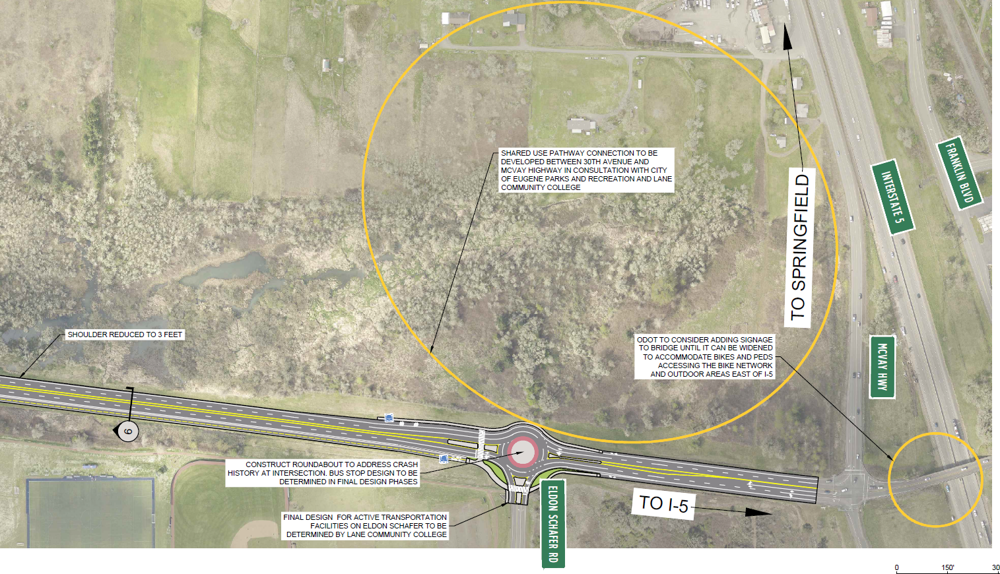 SHARED USE PATHWAY CONNECTION TO BE
DEVELOPED BETWEEN 30TH AVENUE AND
MCVAY HIGHWAY IN CONSULTATION WITH CITY
OF EUGENE PARKS AND RECREATION AND LANE
COMMUNITY COLLEGE
TO SPRINGFIELD
INTERSTATE 5
FRANKLIN BLVD
SHOULDER REDUCED TO 3 FEET
ODOT TO CONSIDER ADDING SIGNAGE
TO BRIDGE UNTIL IT CAN BE WIDENED
TO ACCOMMODATE BIKES AND PEDS
ACCESSING THE BIKE NETWORK
AND OUTDOOR AREAS EAST OF I-5
MCVAY HWY
6
CONSTRUCT ROUNDABOUT TO ADDRESS CRASH
HISTORY AT INTERSECTION. BUS STOP DESIGN TO BE
DETERMINED IN FINAL DESIGN PHASES
ELDON SCHAFER RD
TO I-5
FINAL DESIGN FOR ACTIVE TRANSPORTATION
FACILITIES ON ELDON SCHAFER TO BE
DETERMINED BY LANE COMMUNITY COLLEGE
0 150' 30